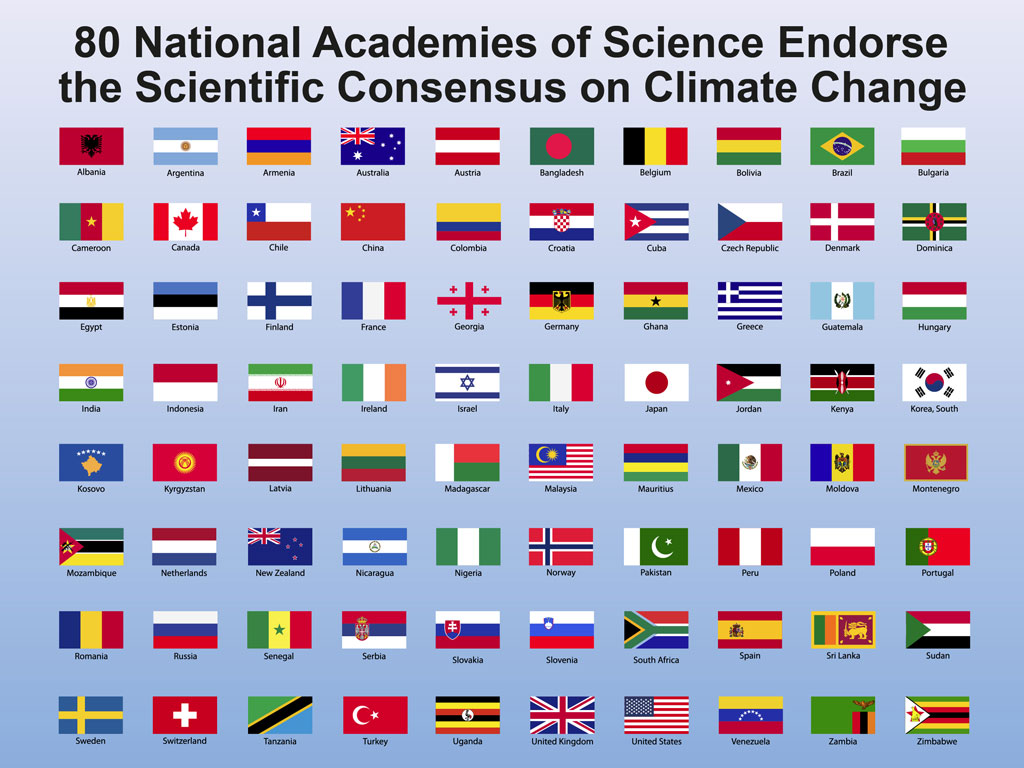 80 National Academies of Science Endorse
the Scientific Consensus on Climate Change
Albania Argentina Armenia Australia Austria Bangladesh Belgium Bolivia Brazil Bulgaria
Cameroon Canada Chile China Colombia Croatia Cuba Czech Republic Denmark Dominica
Egypt Estonia Finland France Georgia Germany Ghana Greece Guatemala Hungary
India Indonesia Iran Ireland Israel Italy Japan Jordan Kenya Korea, South
Kosovo Kyrgyzstan Latvia Lithuania Madagascar Malaysia Mauritius Mexico Moldova Montenegro
Mozambique Netherlands New Zealand Nicaragua Nigeria Norway Pakistan Peru Poland Portugal
Romania Russia Senegal Serbia Slovakia Slovenia South Africa Spain Sri Lanka Sudan
Sweden Switzerland Tanzania Turkey Uganda United Kingdom United States Venezuela Zambia Zimbabwe